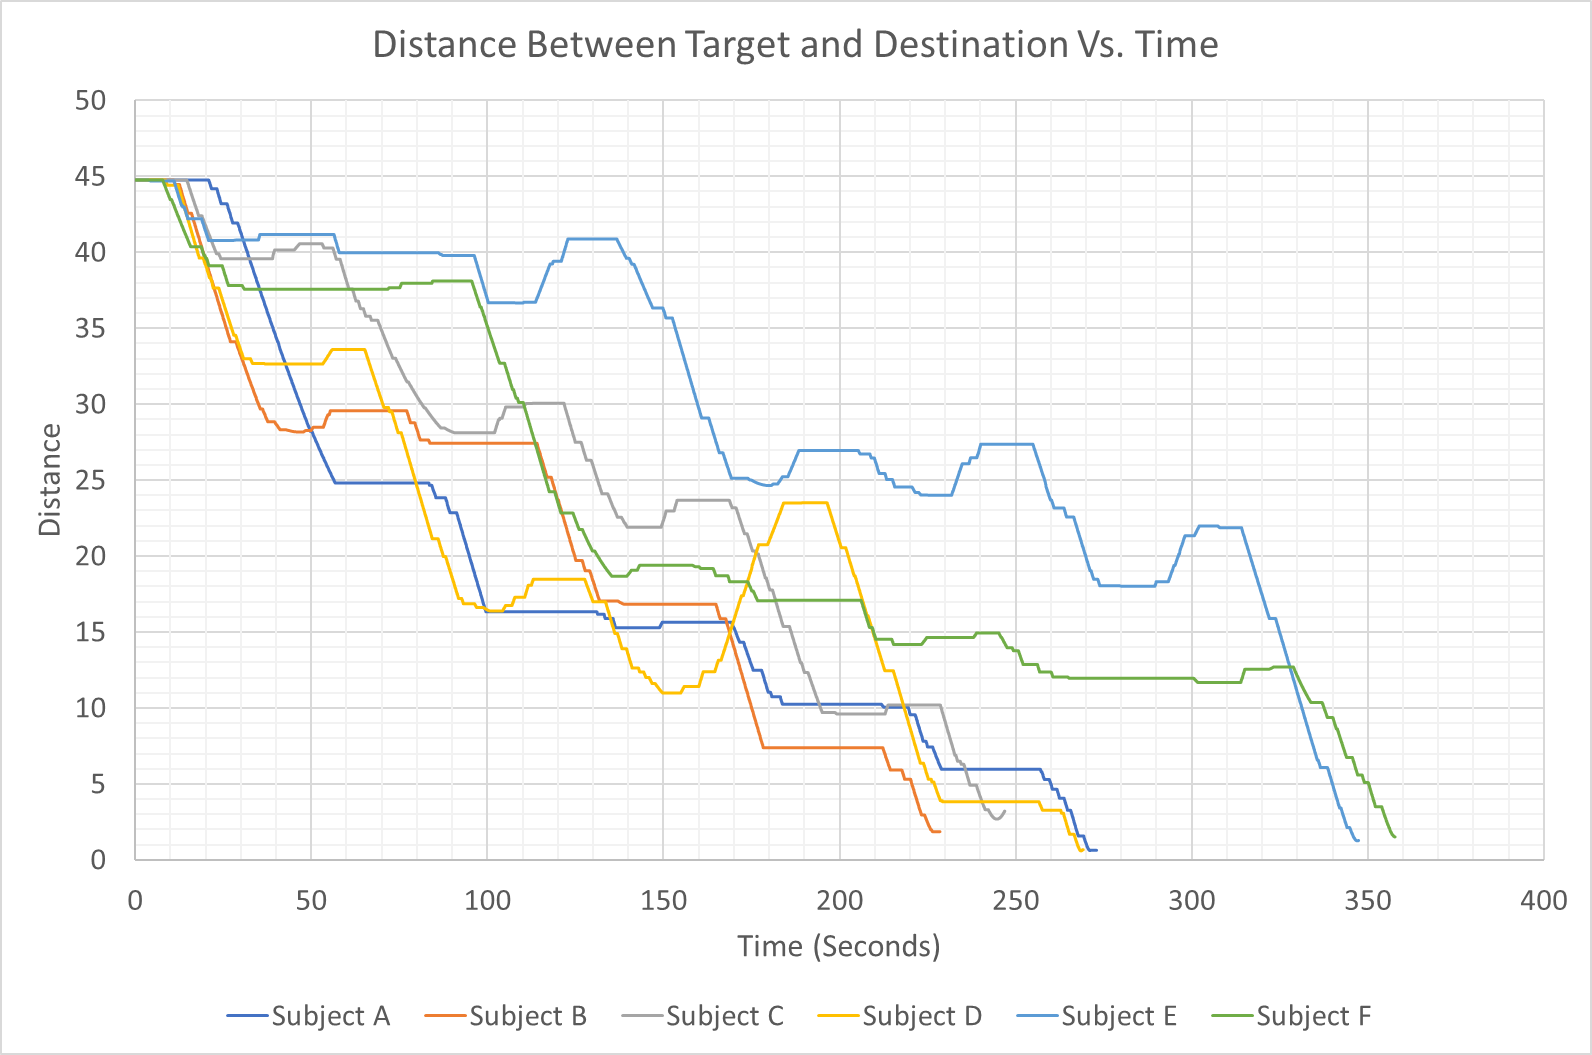 Distance Between Target and Destination Vs. Time
50
45
40
35
30
25
20
15
10
5
0
Distance
0 50 100 150 200 250 300 350 400
Time (Seconds)
Subject A Subject B Subject C Subject D Subject E Subject F